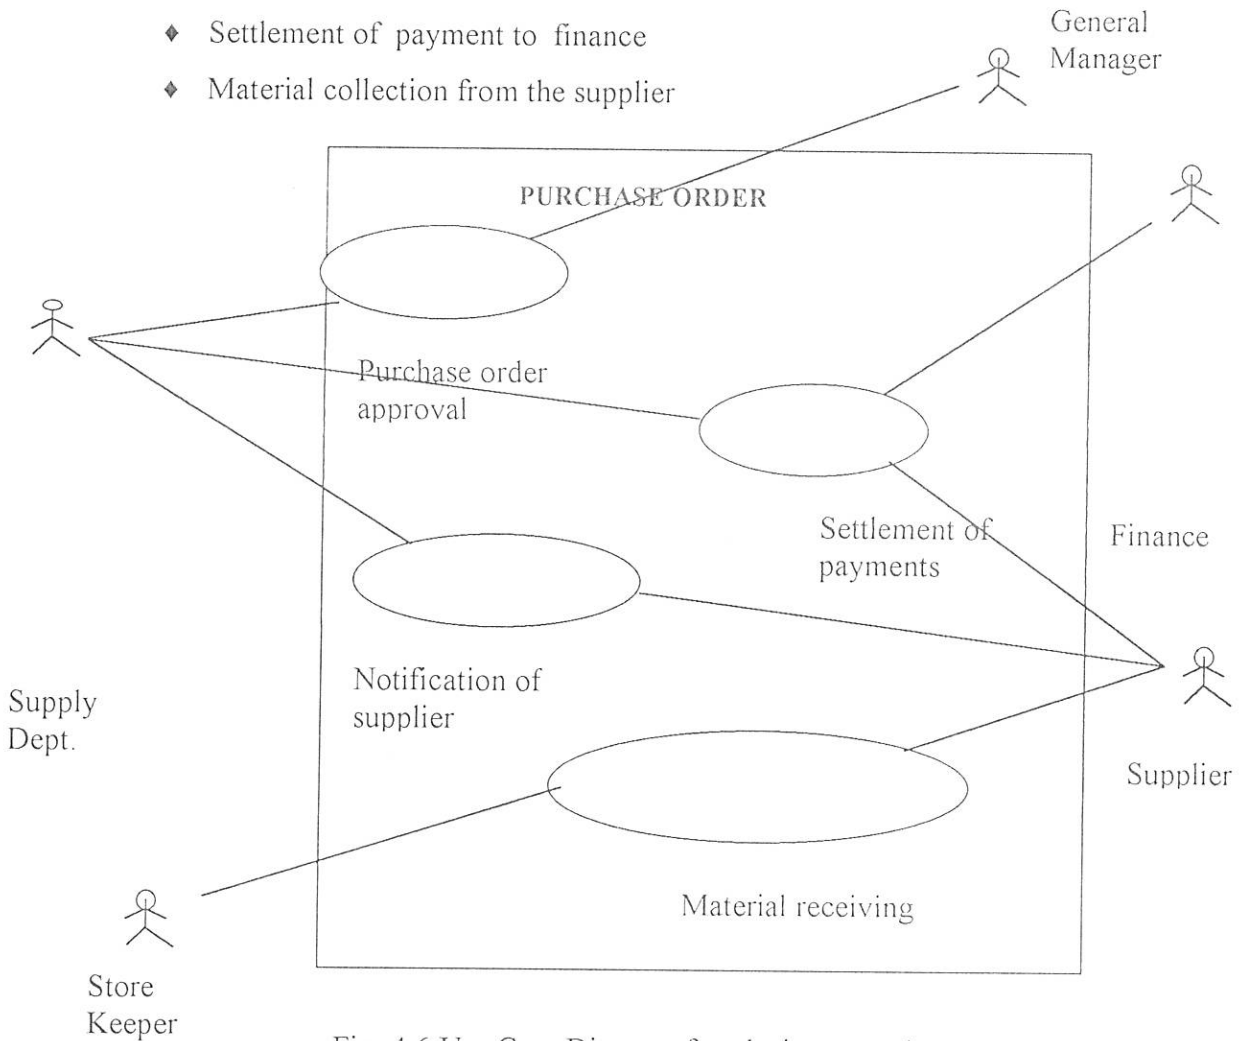 Settlement of payment to finance
Material collection from the supplier
General
Manager
PURCHASE ORDER
Purchase order
approval
Settlement of
payments
Finance
Notification of
supplier
Supply
Dept.
Supplier
Material receiving
Store
Keeper